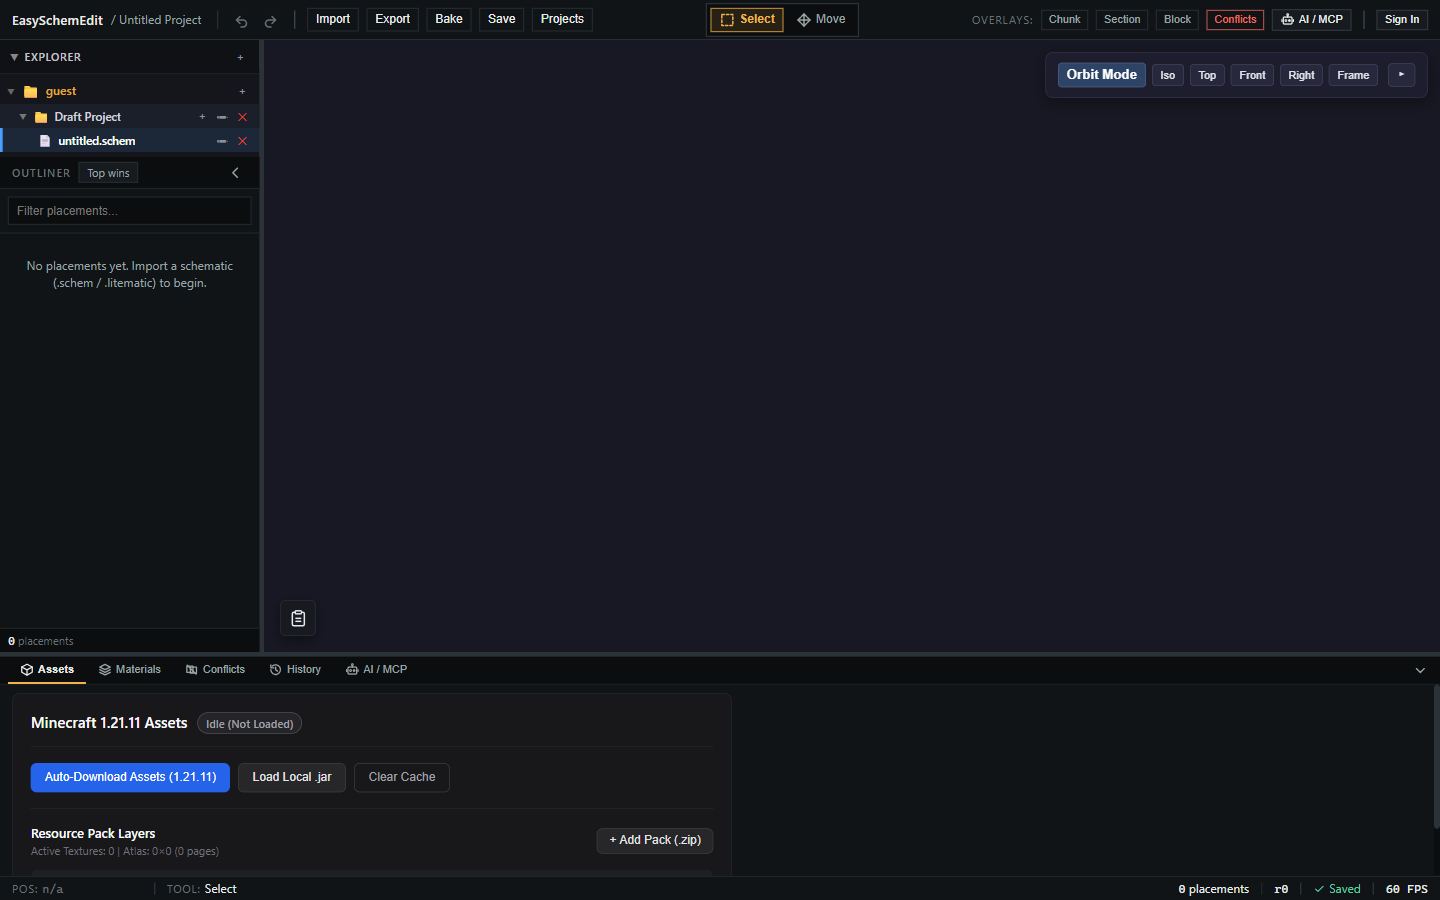 EasySchemEdit / Untitled Project Import Export Bake Save Projects Select Move OVERLAYS: Chunk Section Block Conflicts AI / MCP Sign In
EXPLORER +
guest +
Draft Project +
untitled.schem
OUTLINER Top wins
Filter placements...
No placements yet. Import a schematic
(.schem / .litematic) to begin.
0 placements
Orbit Mode Iso Top Front Right Frame
Assets Materials Conflicts History AI / MCP
Minecraft 1.21.11 Assets Idle (Not Loaded)
Auto-Download Assets (1.21.11) Load Local .jar Clear Cache
Resource Pack Layers
Active Textures: 0 | Atlas: 0×0 (0 pages)
+ Add Pack (.zip)
POS: n/a TOOL: Select 0 placements r0 ✓ Saved 60 FPS